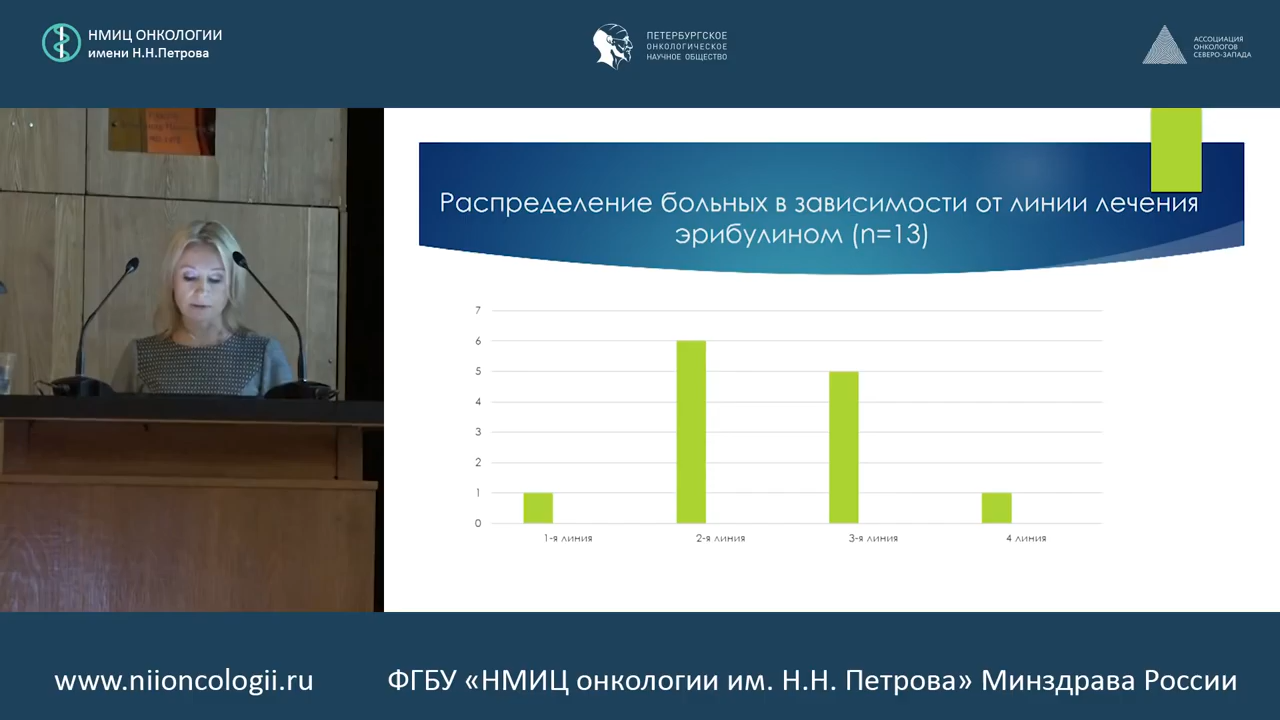 НМИЦ ОНКОЛОГИИ
имени Н.Н.Петрова
ПЕТЕРБУРГСКОЕ
ОНКОЛОГИЧЕСКОЕ
НАУЧНОЕ ОБЩЕСТВО
АССОЦИАЦИЯ
ОНКОЛОГОВ
СЕВЕРО-ЗАПАДА
Распределение больных в зависимости от линии лечения
эрибулином (n=13)
7
6
5
4
3
2
1
0
1-я линия
2-я линия
3-я линия
4 линия
www.niioncologii.ru
ФГБУ «НМИЦ онкологии им. Н.Н. Петрова» Минздрава России